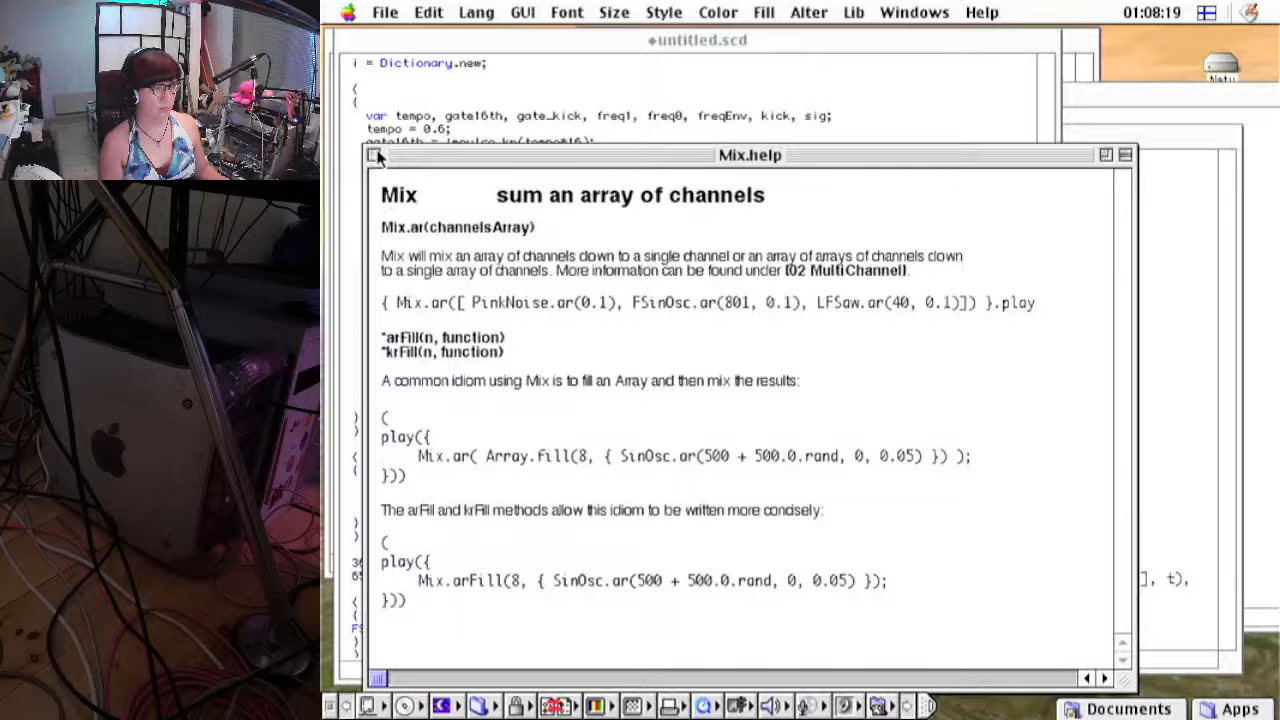 File Edit Lang GUI Font Size Style Color Fill Alter Lib Windows Help 01:08:19
untitled.scd
i = Dictionary.new;
(
{
var tempo, gate16th, gate_kick, freq1, freq0, freqEnv, kick, sig;
tempo = 0.6;
gate16th = Impulse.kr(tempo*16);
Mix.help
Mix sum an array of channels
Mix.ar(channelsArray)
Mix will mix an array of channels down to a single channel or an array of arrays of channels down
to a single array of channels. More information can be found under [02 MultiChannel].
{ Mix.ar([ PinkNoise.ar(0.1), FSinOsc.ar(801, 0.1), LFSaw.ar(40, 0.1)]) }.play
*arFill(n, function)
*krFill(n, function)
A common idiom using Mix is to fill an Array and then mix the results:
(
play({
Mix.ar( Array.fill(8, { SinOsc.ar(500 + 500.0.rand, 0, 0.05) }) );
}))
The arFill and krFill methods allow this idiom to be written more concisely:
(
play({
Mix.arFill(8, { SinOsc.ar(500 + 500.0.rand, 0, 0.05) });
}))
], t),
Documents Apps